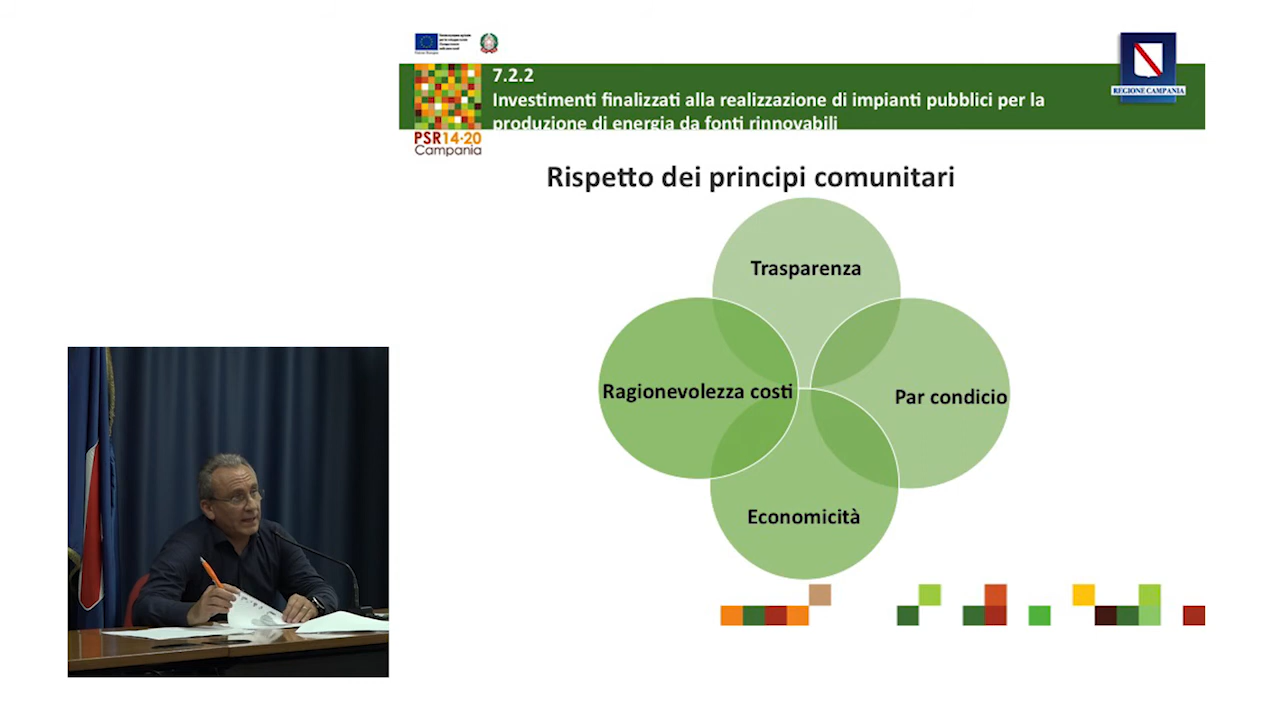 7.2.2
Investimenti finalizzati alla realizzazione di impianti pubblici per la
produzione di energia da fonti rinnovabili
REGIONE CAMPANIA
PSR14·20
Campania
Rispetto dei principi comunitari
Trasparenza
Ragionevolezza costi
Par condicio
Economicità